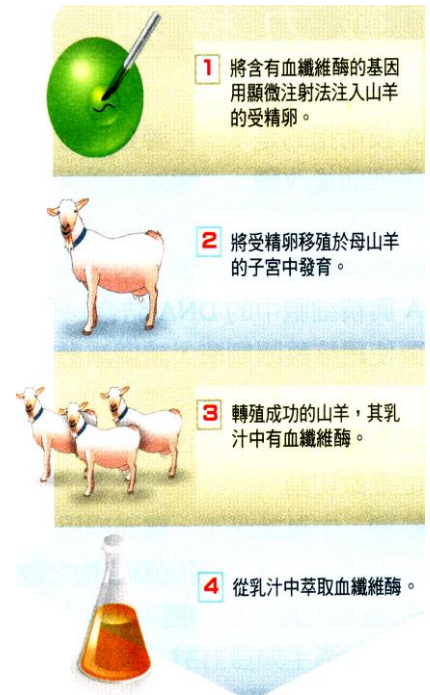 1 將含有血纖維酶的基因
用顯微注射法注入山羊
的受精卵。
2 將受精卵移殖於母山羊
的子宮中發育。
3 轉殖成功的山羊，其乳
汁中有血纖維酶。
4 從乳汁中萃取血纖維酶。